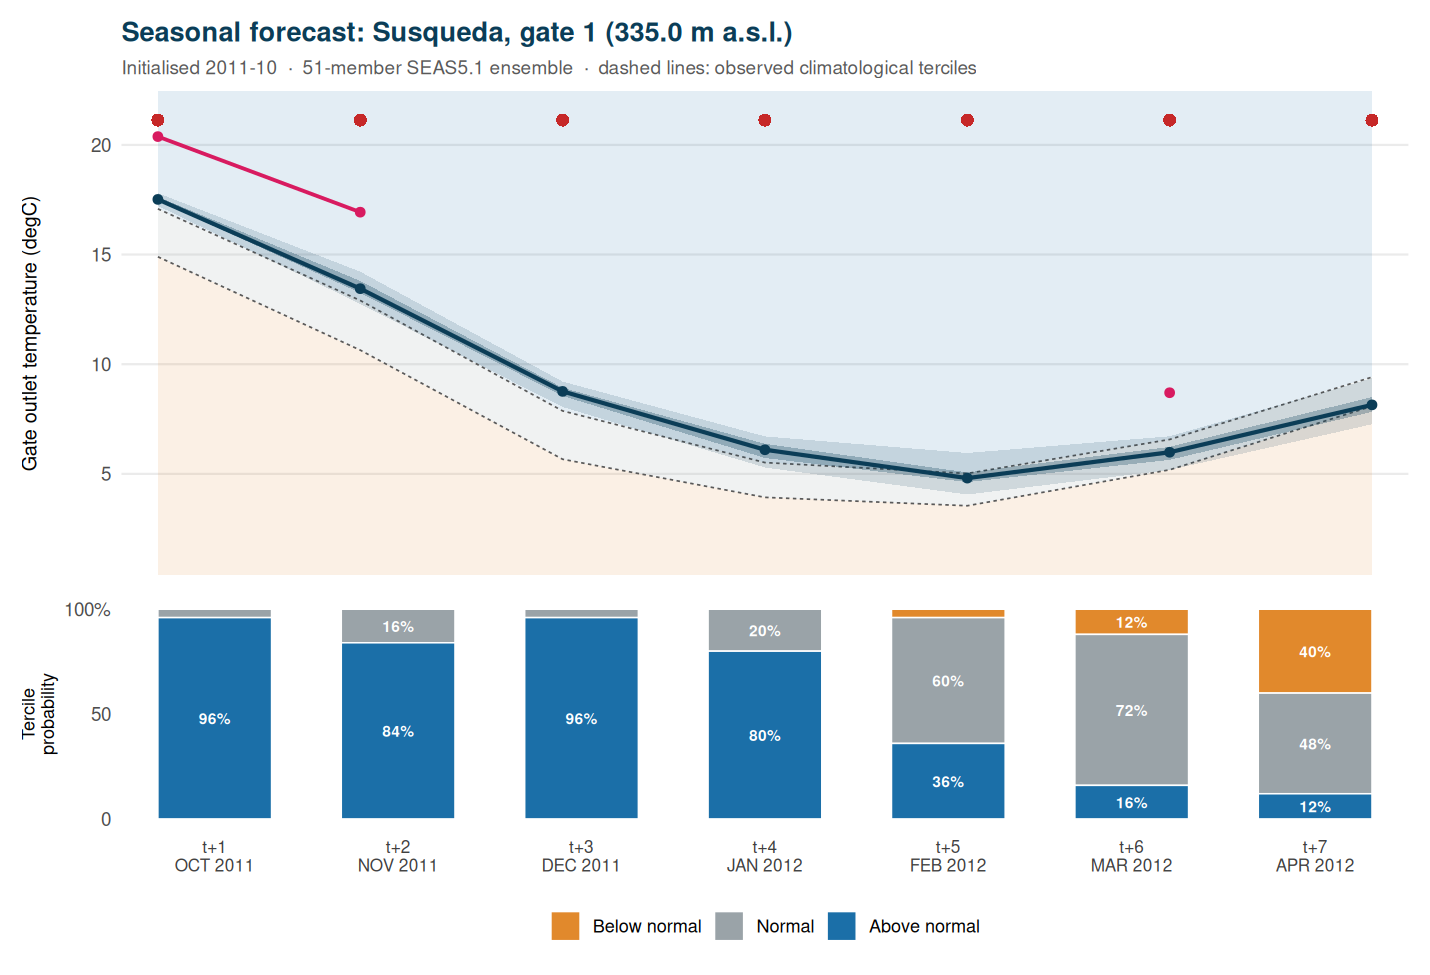 Seasonal forecast: Susqueda, gate 1 (335.0 m a.s.l.)
Initialised 2011-10 · 51-member SEAS5.1 ensemble · dashed lines: observed climatological terciles
Gate outlet temperature (degC)
20
15
10
5
Tercile
probability
100%
50
0
96%
16%
84%
96%
20%
80%
60%
36%
12%
72%
16%
40%
48%
12%
t+1
OCT 2011
t+2
NOV 2011
t+3
DEC 2011
t+4
JAN 2012
t+5
FEB 2012
t+6
MAR 2012
t+7
APR 2012
Below normal
Normal
Above normal